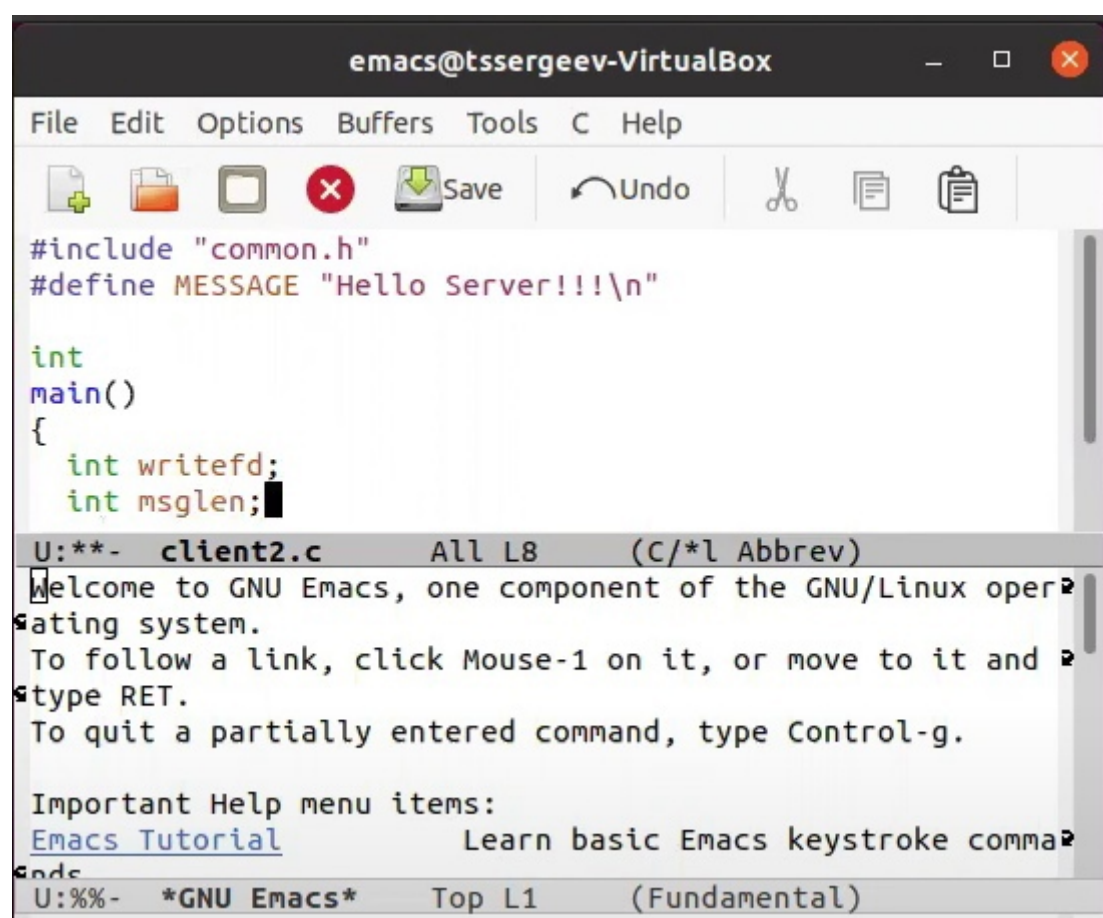 emacs@tssergeev-VirtualBox
File Edit Options Buffers Tools C Help
Save Undo
#include "common.h"
#define MESSAGE "Hello Server!!!\n"
int
main()
{
int writefd;
int msglen;
U:**- client2.c All L8 (C/*l Abbrev)
Welcome to GNU Emacs, one component of the GNU/Linux oper
ating system.
To follow a link, click Mouse-1 on it, or move to it and
type RET.
To quit a partially entered command, type Control-g.
Important Help menu items:
Emacs Tutorial Learn basic Emacs keystroke comma
nds
U:%%- *GNU Emacs* Top L1 (Fundamental)